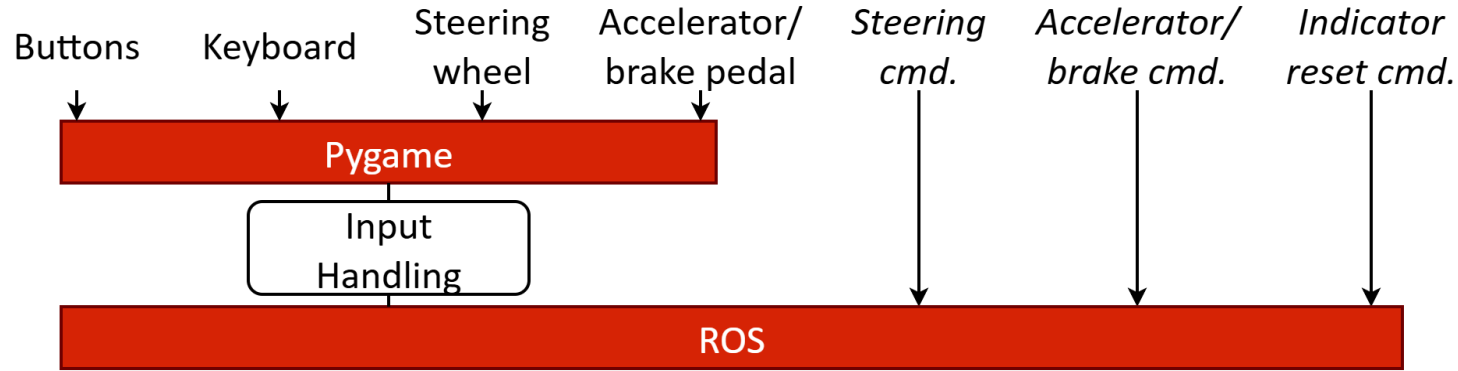 Buttons
Keyboard
Steering
wheel
Accelerator/
brake pedal
Steering
cmd.
Accelerator/
brake cmd.
Indicator
reset cmd.
Pygame
Input
Handling
ROS